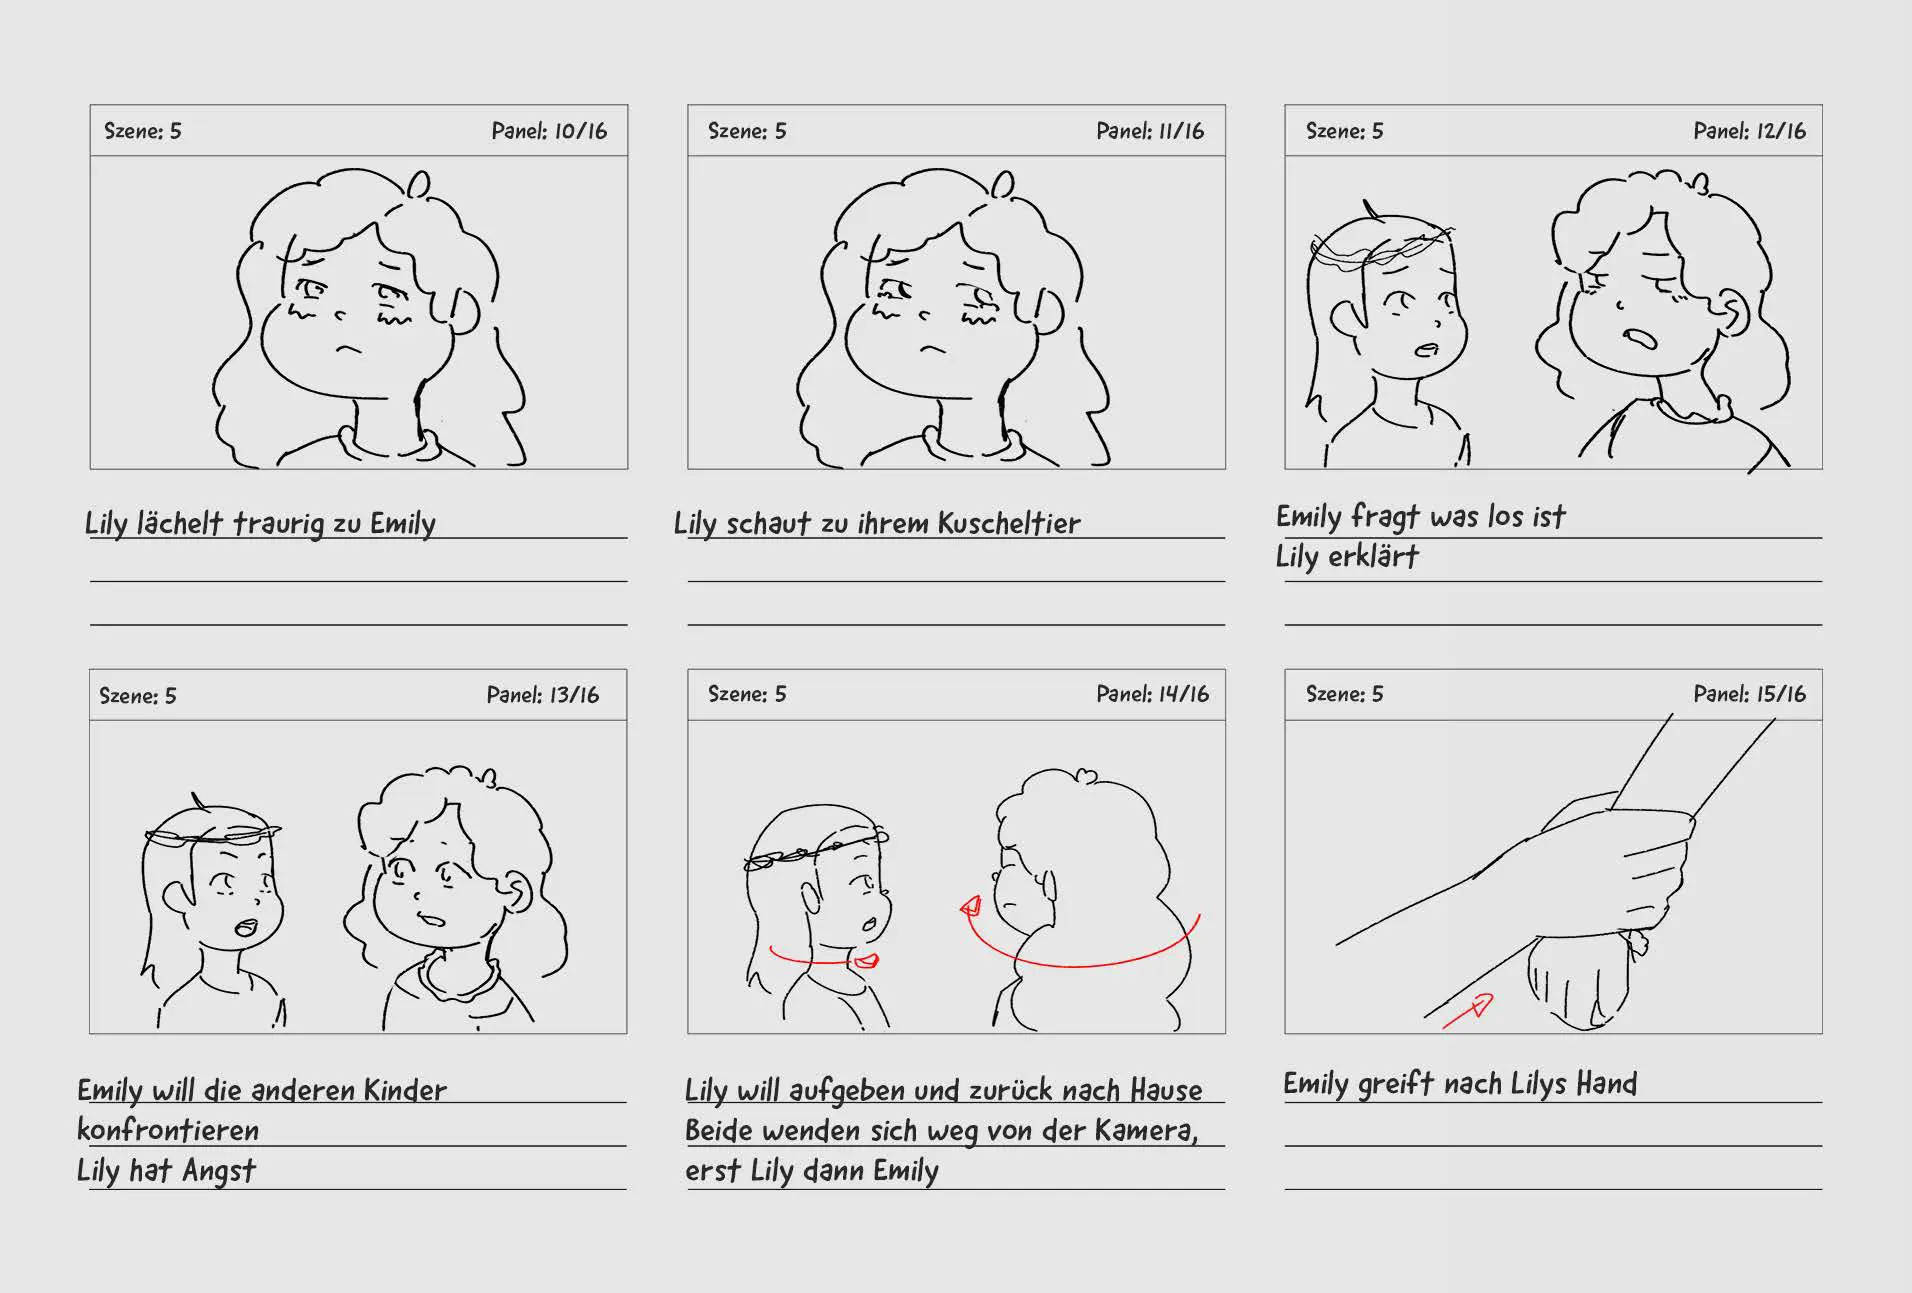 Szene: 5
Panel: 10/16
Lily lächelt traurig zu Emily
Szene: 5
Panel: 11/16
Lily schaut zu ihrem Kuscheltier
Szene: 5
Panel: 12/16
Emily fragt was los ist
Lily erklärt
Szene: 5
Panel: 13/16
Emily will die anderen Kinder
konfrontieren
Lily hat Angst
Szene: 5
Panel: 14/16
Lily will aufgeben und zurück nach Hause
Beide wenden sich weg von der Kamera,
erst Lily dann Emily
Szene: 5
Panel: 15/16
Emily greift nach Lilys Hand